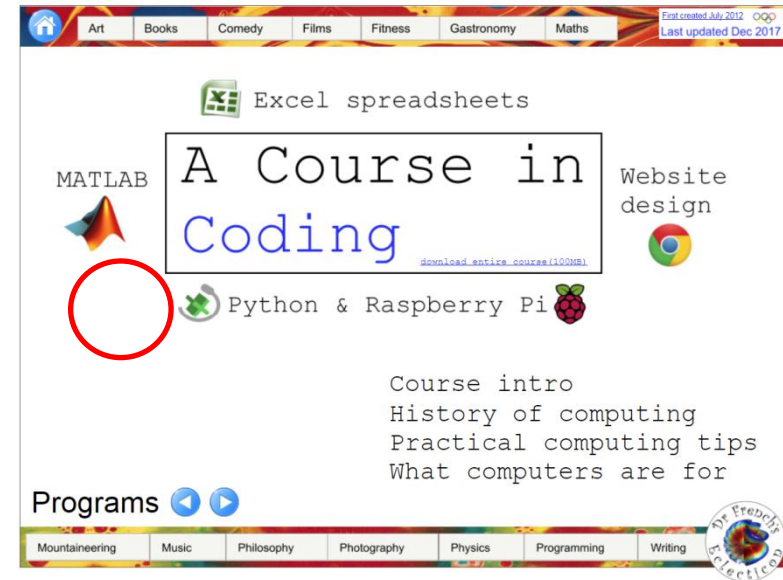 Art Books Comedy Films Fitness Gastronomy Maths
First created July 2012
Last updated Dec 2017
Excel spreadsheets
MATLAB
A Course in
Coding
download entire course(100MB)
Website
design
Python & Raspberry Pi
Course intro
History of computing
Practical computing tips
What computers are for
Programs
Mountaineering Music Philosophy Photography Physics Programming Writing
Dr French's
Eclecticon